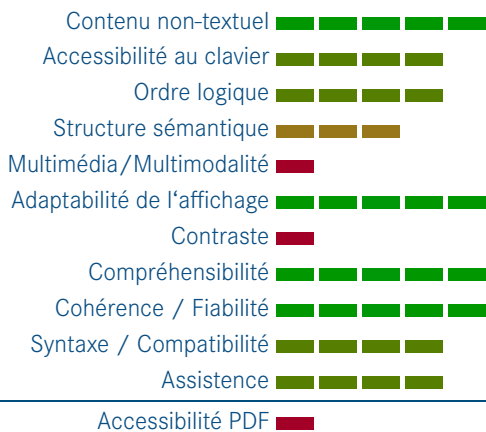 Contenu non-textuel
Accessibilité au clavier
Ordre logique
Structure sémantique
Multimédia/Multimodalité
Adaptabilité de l‘affichage
Contraste
Compréhensibilité
Cohérence / Fiabilité
Syntaxe / Compatibilité
Assistence
Accessibilité PDF